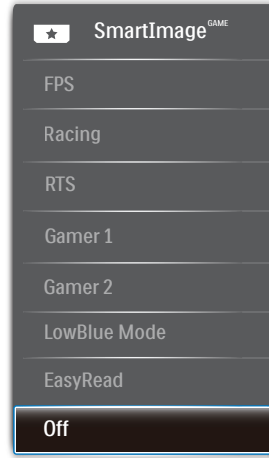 SmartImage GAME
FPS
Racing
RTS
Gamer 1
Gamer 2
LowBlue Mode
EasyRead
Off